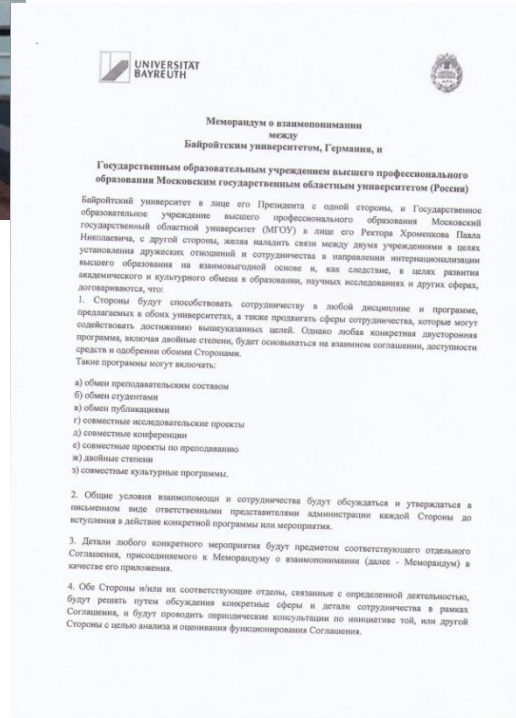 UNIVERSITÄT
BAYREUTH
Меморандум о взаимопонимании
между
Байройтским университетом, Германия, и
Государственным образовательным учреждением высшего профессионального
образования Московским государственным областным университетом (Россия)
Байройтский университет в лице его Президента с одной стороны, и Государственное
образовательное учреждение высшего профессионального образования Московский
государственный областной университет (МГОУ) в лице его Ректора Хроменкова Павла
Николаевича, с другой стороны, желая наладить связи между двумя учреждениями в целях
установления дружеских отношений и сотрудничества в направлении интернационализации
высшего образования на взаимовыгодной основе и, как следствие, в целях развития
академического и культурного обмена в образовании, научных исследованиях и других сферах,
договариваются, что:
1. Стороны будут способствовать сотрудничеству в любой дисциплине и программе,
предлагаемых в обоих университетах, а также продвигать сферы сотрудничества, которые могут
содействовать достижению вышеуказанных целей. Однако любая конкретная двусторонняя
программа, включая двойные степени, будет основываться на взаимном соглашении, доступности
средств и одобрении обоими Сторонами.
Такие программы могут включать:
а) обмен преподавательским составом
б) обмен студентами
в) обмен публикациями
г) совместные исследовательские проекты
д) совместные конференции
е) совместные проекты по преподаванию
ж) двойные степени
з) совместные культурные программы.
2. Общие условия взаимопомощи и сотрудничества будут обсуждаться и утверждаться в
письменном виде ответственными представителями администрации каждой Стороны до
вступления в действие конкретной программы или мероприятия.
3. Детали любого конкретного мероприятия будут предметом соответствующего отдельного
Соглашения, присоединяемого к Меморандуму о взаимопонимании (далее - Меморандум) в
качестве его приложения.
4. Обе Стороны и/или их соответствующие отделы, связанные с определенной деятельностью,
будут решать путем обсуждения конкретные сферы и детали сотрудничества в рамках
Соглашения, и будут проводить периодические консультации по инициативе той, или другой
Стороны с целью анализа и оценивания функционирования Соглашения.